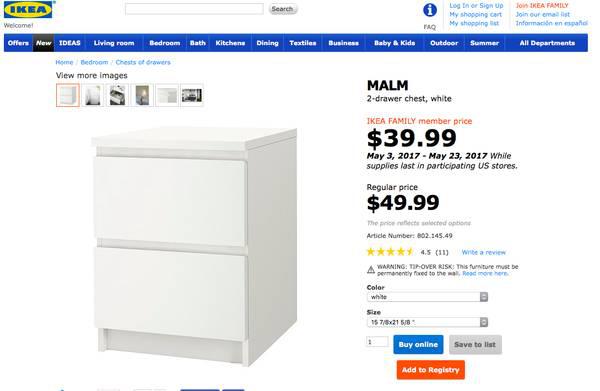 IKEA
Search
Welcome!
FAQ
Log In or Sign Up
My shopping cart
My shopping list
Join IKEA FAMILY
Join our email list
Información en español
Offers New IDEAS Living room Bedroom Bath Kitchens Dining Textiles Business Baby & Kids Outdoor Summer All Departments
Home / Bedroom / Chests of drawers
View more images
MALM
2-drawer chest, white
IKEA FAMILY member price
$39.99
May 3, 2017 - May 23, 2017 While
supplies last in participating US stores.
Regular price
$49.99
The price reflects selected options
Article Number: 802.145.49
4.5 (11) Write a review
WARNING: TIP-OVER RISK: This furniture must be
permanently fixed to the wall. Read more here.
Color
white
Size
15 7/8x21 5/8 "
1 Buy online Save to list
Add to Registry